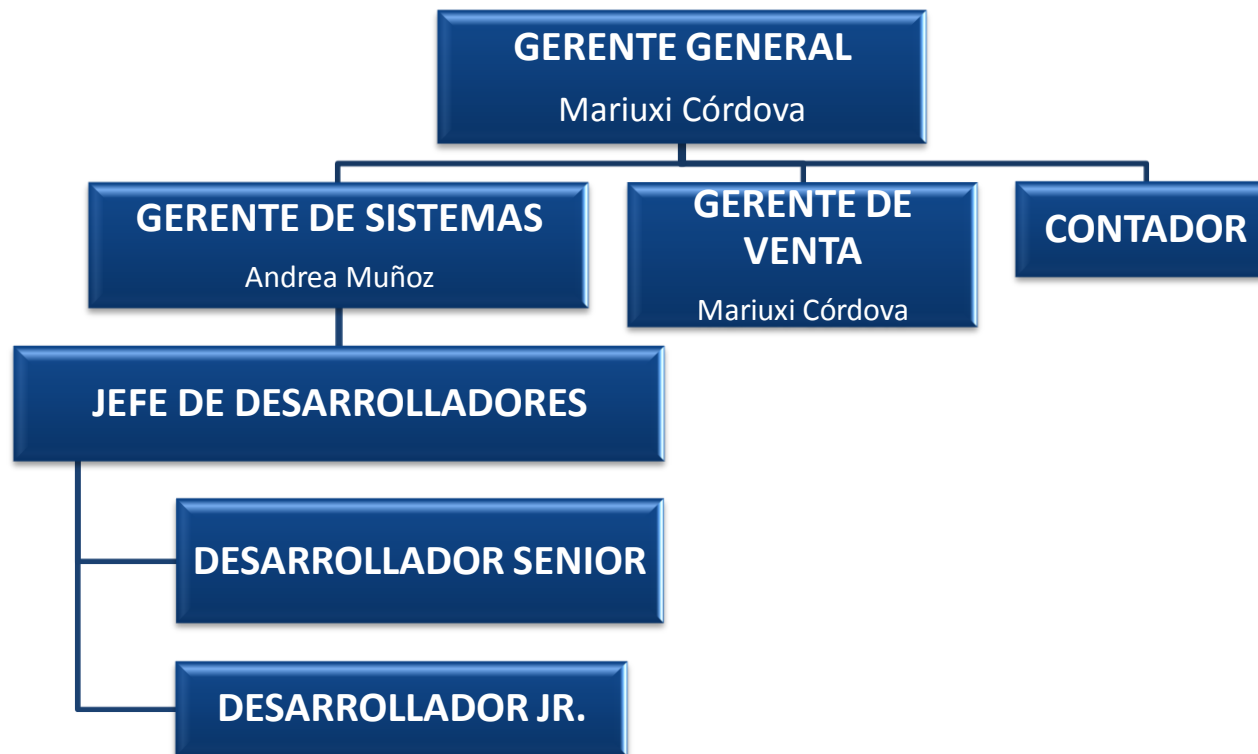 GERENTE GENERAL
Mariuxi Córdova
GERENTE DE SISTEMAS
Andrea Muñoz
GERENTE DE
VENTA
Mariuxi Córdova
CONTADOR
JEFE DE DESARROLLADORES
DESARROLLADOR SENIOR
DESARROLLADOR JR.